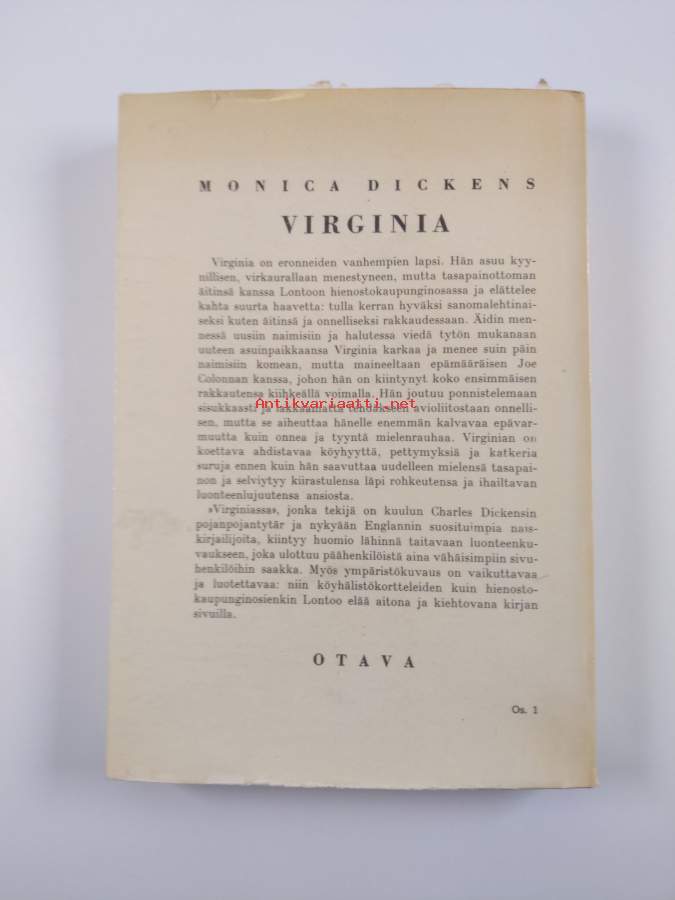 MONICA DICKENS
VIRGINIA
Virginia on eronneiden vanhempien lapsi. Hän asuu kyy-
nillisen, virkaurallaan menestyneen, mutta tasapainottoman
äitinsä kanssa Lontoon hienostokaupunginosassa ja elättelee
kahta suurta haavetta: tulla kerran hyväksi sanomalehtinai-
seksi kuten äitinsä ja onnelliseksi rakkaudessaan. Äidin men-
nessä uusiin naimisiin ja halutessa viedä tytön mukanaan
uuteen asuinpaikkaansa Virginia karkaa ja menee suin päin
naimisiin komean, mutta maineeltaan epämääräisen Joe
Colonnan kanssa, johon hän on kiintynyt koko ensimmäisen
rakkautensa kiihkeällä voimalla. Hän joutuu ponnistelemaan
Antikvariaatti.net
sisukkaasti ja lakkaamatta tehdäkseen avioliitostaan onnelli-
sen, mutta se aiheuttaa hänelle enemmän kalvavaa epävar-
muutta kuin onnea ja tyyntä mielenrauhaa. Virginian on
koettava ahdistavaa köyhyyttä, pettymyksiä ja katkeria
suruja ennen kuin hän saavuttaa uudelleen mielensä tasapai-
non ja selviytyy kiirastulensa läpi rohkeutensa ja ihailtavan
luonteenlujuutensa ansiosta.
»Virginiassa», jonka tekijä on kuulun Charles Dickensin
pojanpojantytär ja nykyään Englannin suosituimpia nais-
kirjailijoita, kiintyy huomio lähinnä taitavaan luonteenku-
vaukseen, joka ulottuu päähenkilöistä aina vähäisimpiin sivu-
henkilöihin saakka. Myös ympäristökuvaus on vaikuttavaa
ja luotettavaa: niin köyhälistökortteleiden kuin hienosto-
kaupunginosienkin Lontoo elää aitona ja kiehtovana kirjan
sivuilla.
OTAVA
Os. 1